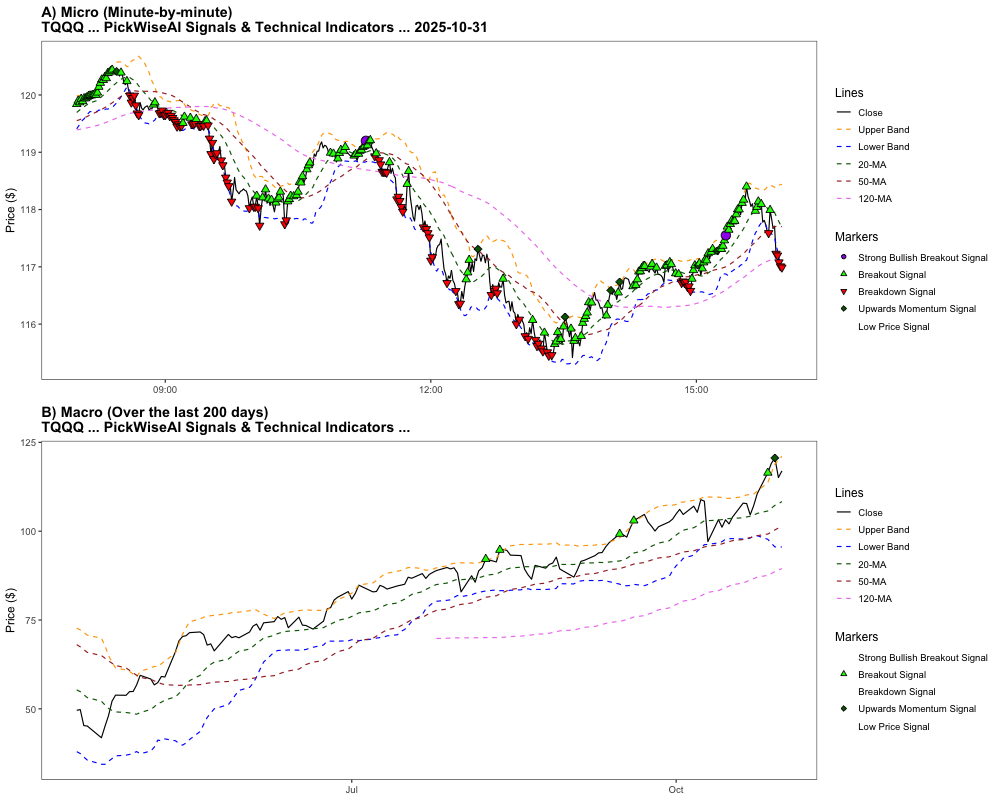 A) Micro (Minute-by-minute)
TQQQ ... PickWiseAI Signals & Technical Indicators ... 2025-10-31
Price ($)
120
119
118
117
116
09:00
12:00
15:00
Lines
Close
Upper Band
Lower Band
20-MA
50-MA
120-MA
Markers
Strong Bullish Breakout Signal
Breakout Signal
Breakdown Signal
Upwards Momentum Signal
Low Price Signal
B) Macro (Over the last 200 days)
TQQQ ... PickWiseAI Signals & Technical Indicators ...
Price ($)
125
100
75
50
Jul
Oct
Lines
Close
Upper Band
Lower Band
20-MA
50-MA
120-MA
Markers
Strong Bullish Breakout Signal
Breakout Signal
Breakdown Signal
Upwards Momentum Signal
Low Price Signal